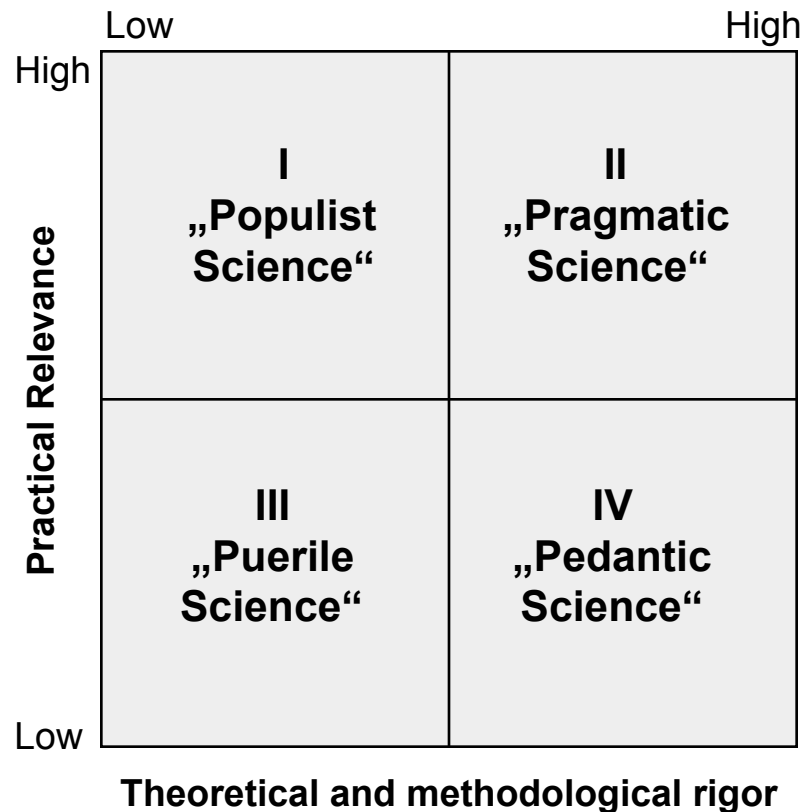 Low
High
High
I
„Populist
Science“
II
„Pragmatic
Science“
Practical Relevance
III
„Puerile
Science“
IV
„Pedantic
Science“
Low
Theoretical and methodological rigor